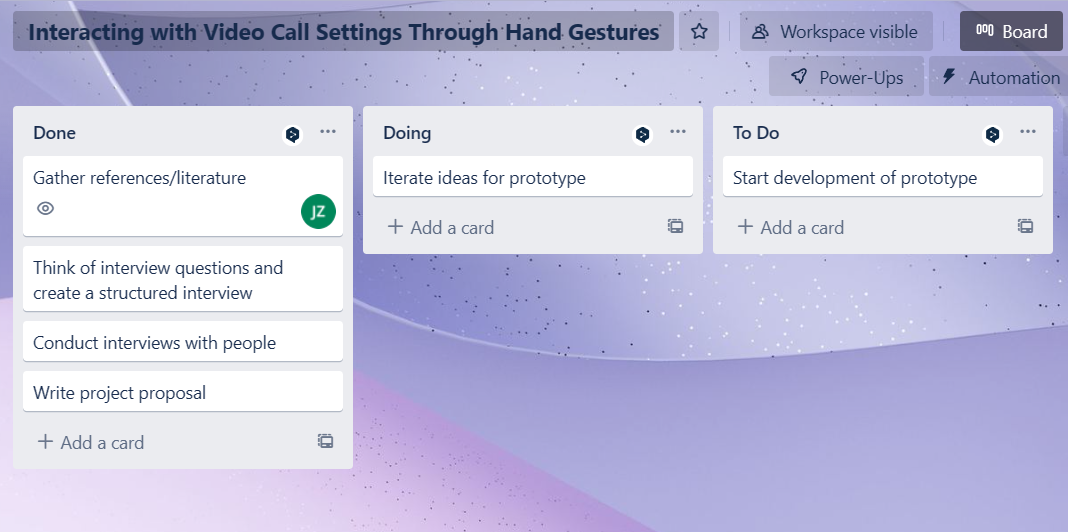 Interacting with Video Call Settings Through Hand Gestures
Workspace visible
Board
Power-Ups
Automation
Done
Gather references/literature
JZ
Think of interview questions and
create a structured interview
Conduct interviews with people
Write project proposal
+ Add a card
Doing
Iterate ideas for prototype
+ Add a card
To Do
Start development of prototype
+ Add a card